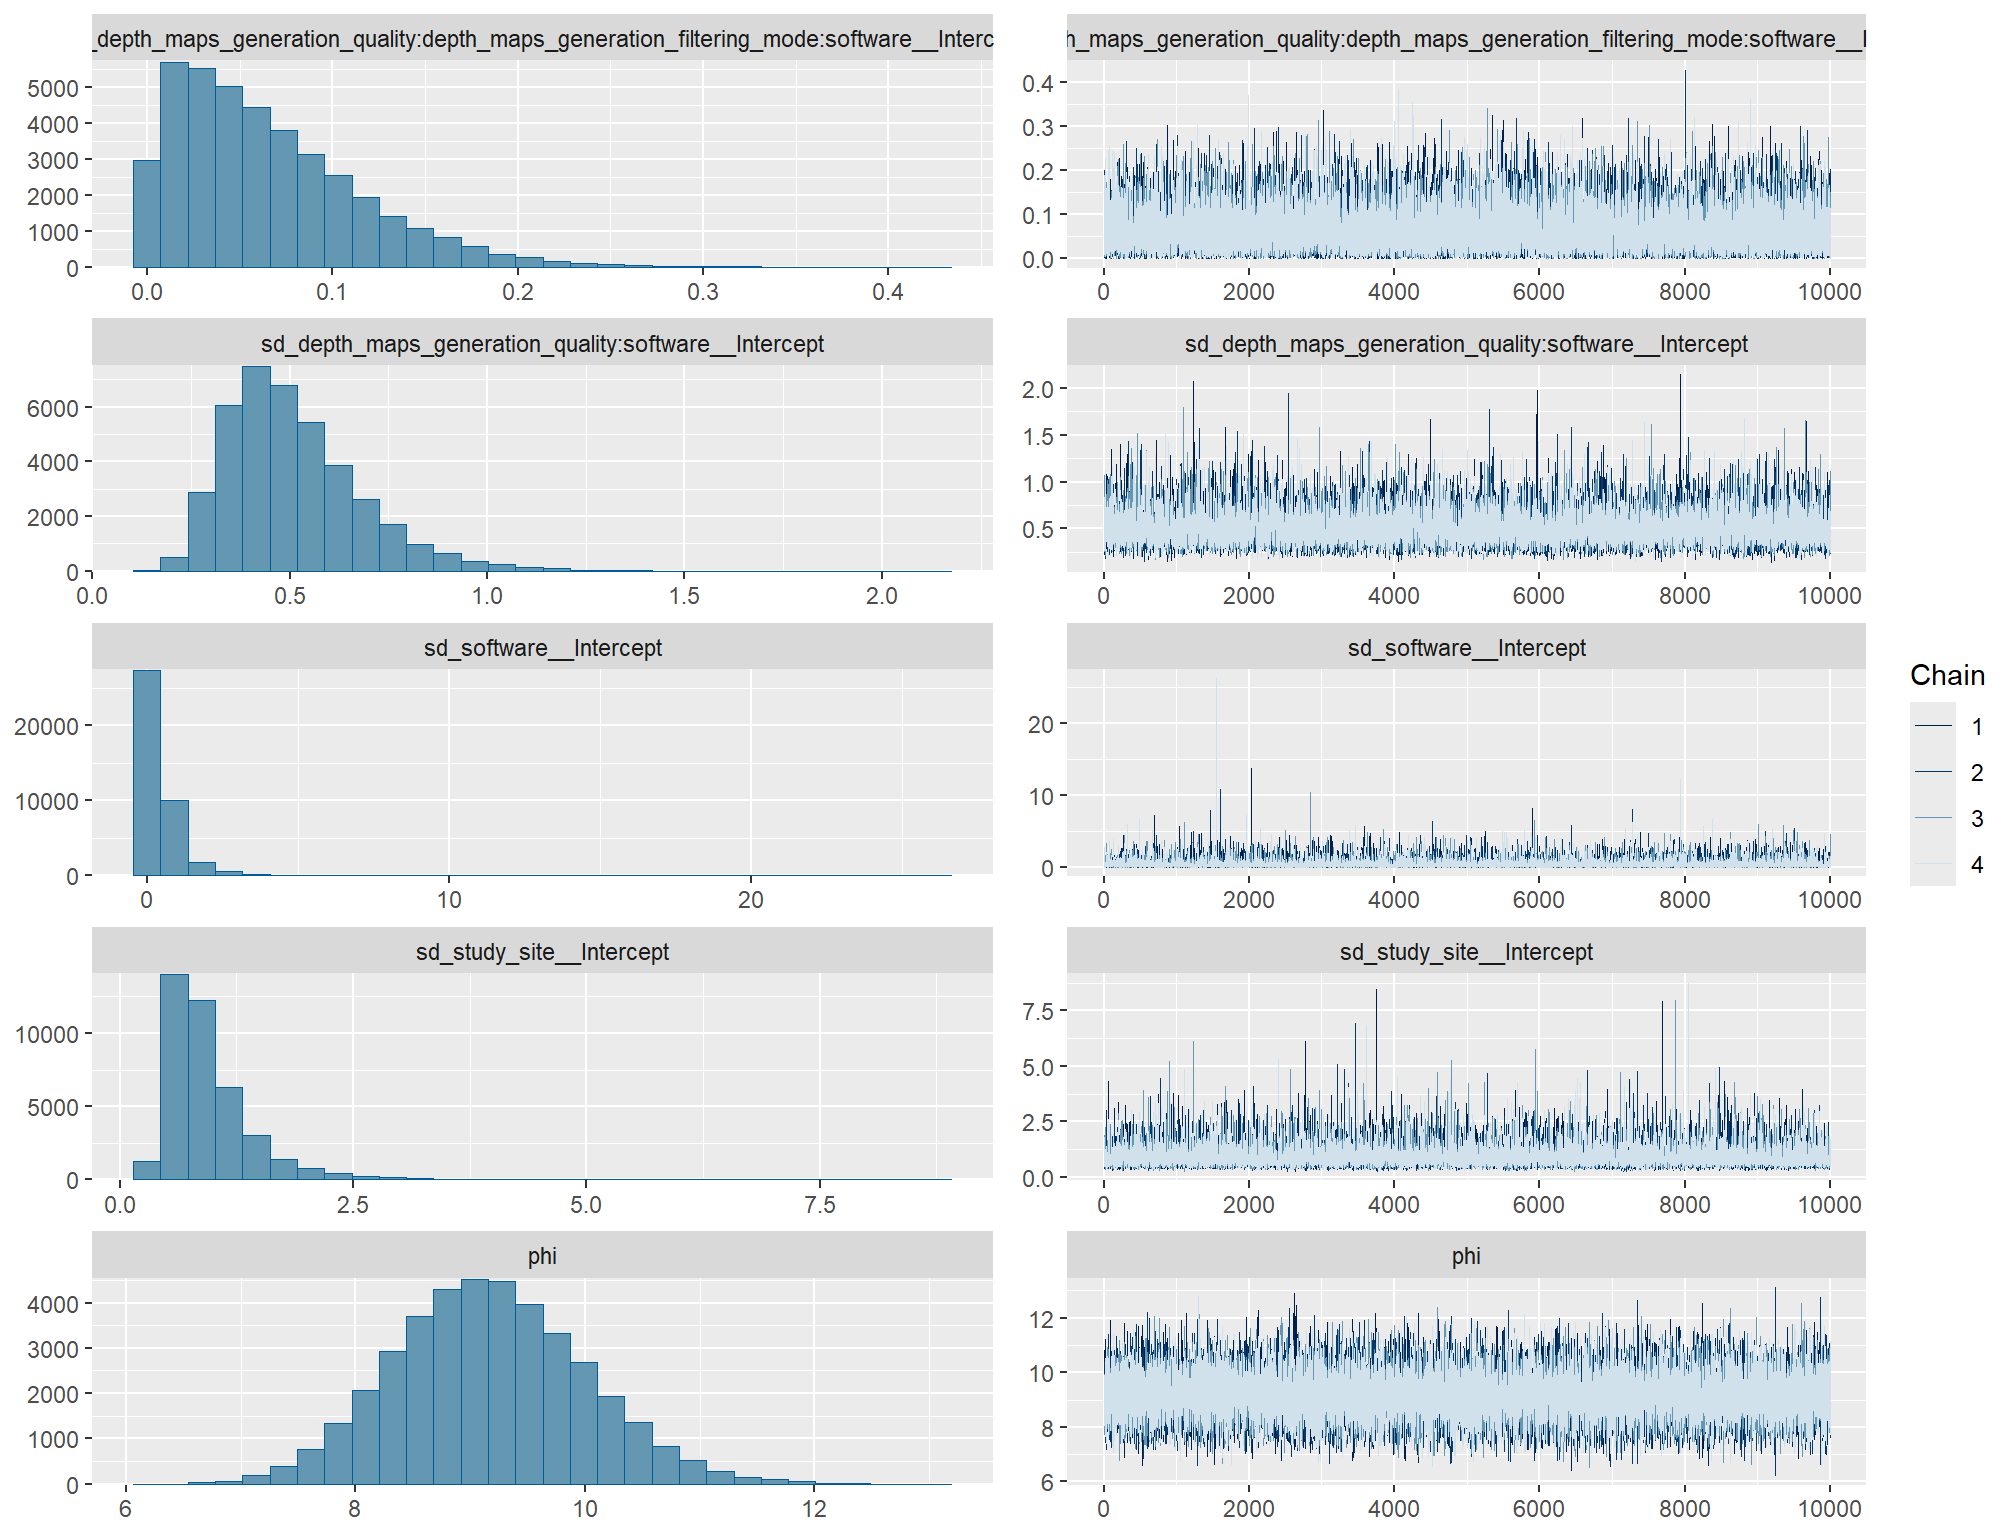 _depth_maps_generation_quality:depth_maps_generation_filtering_mode:software__Interc
5000
4000
3000
2000
1000
0
0.0 0.1 0.2 0.3 0.4
h_maps_generation_quality:depth_maps_generation_filtering_mode:software__I
0.4
0.3
0.2
0.1
0.0
0 2000 4000 6000 8000 10000
sd_depth_maps_generation_quality:software__Intercept
6000
4000
2000
0
0.0 0.5 1.0 1.5 2.0
sd_depth_maps_generation_quality:software__Intercept
2.0
1.5
1.0
0.5
0 2000 4000 6000 8000 10000
sd_software__Intercept
20000
10000
0
0 10 20
sd_software__Intercept
20
10
0
0 2000 4000 6000 8000 10000
sd_study_site__Intercept
10000
5000
0
0.0 2.5 5.0 7.5
sd_study_site__Intercept
7.5
5.0
2.5
0.0
0 2000 4000 6000 8000 10000
phi
4000
3000
2000
1000
0
6 8 10 12
phi
12
10
8
6
0 2000 4000 6000 8000 10000
Chain
1
2
3
4